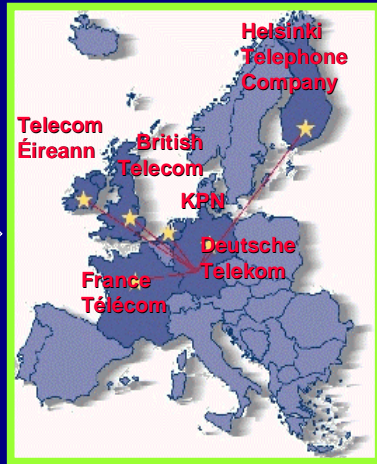 Helsinki
Telephone
Company
Telecom
Éireann
British
Telecom
KPN
Deutsche
Telekom
France
Télécom